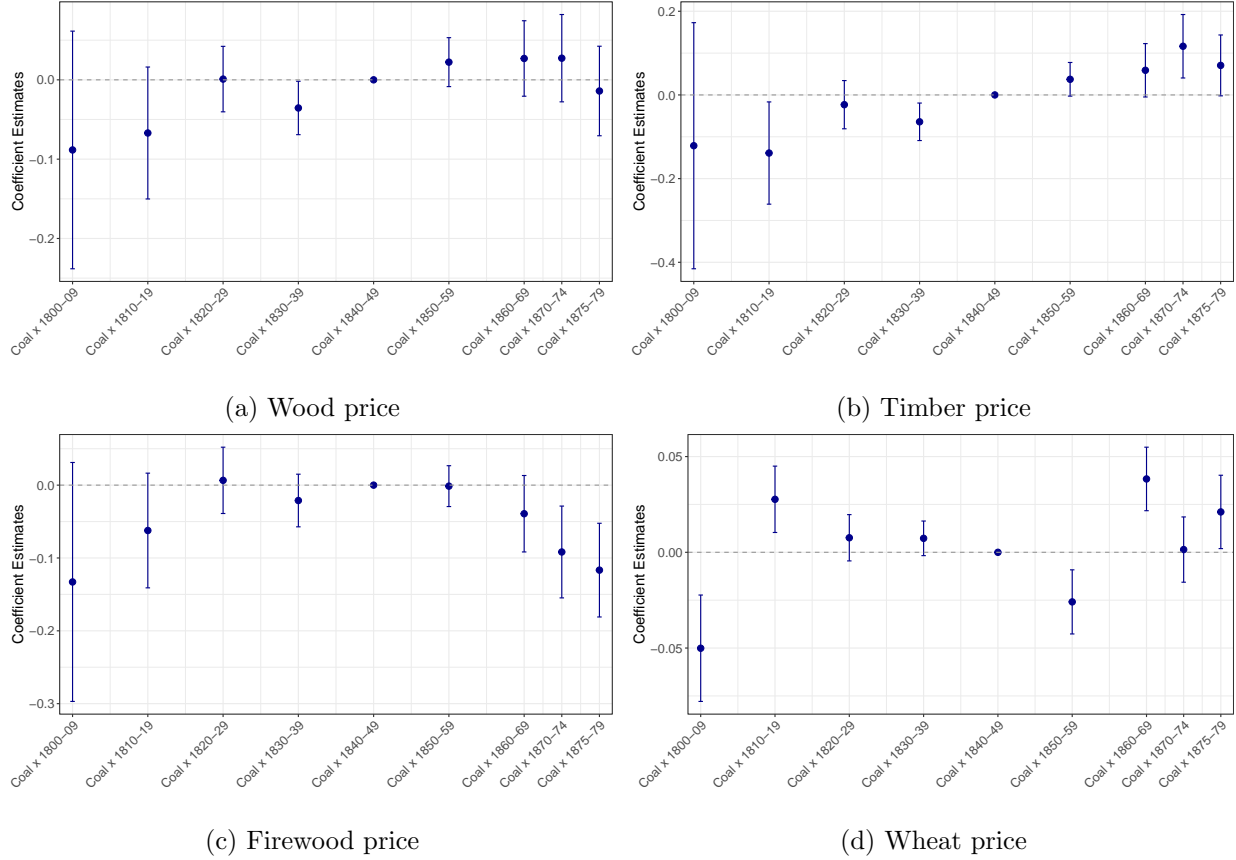 Coefficient Estimates
0.0
−0.1
−0.2
Coal x 1800−09
Coal x 1810−19
Coal x 1820−29
Coal x 1830−39
Coal x 1840−49
Coal x 1850−59
Coal x 1860−69
Coal x 1870−74
Coal x 1875−79
(a) Wood price
Coefficient Estimates
0.2
0.0
−0.2
−0.4
Coal x 1800−09
Coal x 1810−19
Coal x 1820−29
Coal x 1830−39
Coal x 1840−49
Coal x 1850−59
Coal x 1860−69
Coal x 1870−74
Coal x 1875−79
(b) Timber price
Coefficient Estimates
0.0
−0.1
−0.2
−0.3
Coal x 1800−09
Coal x 1810−19
Coal x 1820−29
Coal x 1830−39
Coal x 1840−49
Coal x 1850−59
Coal x 1860−69
Coal x 1870−74
Coal x 1875−79
(c) Firewood price
Coefficient Estimates
0.05
0.00
−0.05
Coal x 1800−09
Coal x 1810−19
Coal x 1820−29
Coal x 1830−39
Coal x 1840−49
Coal x 1850−59
Coal x 1860−69
Coal x 1870−74
Coal x 1875−79
(d) Wheat price